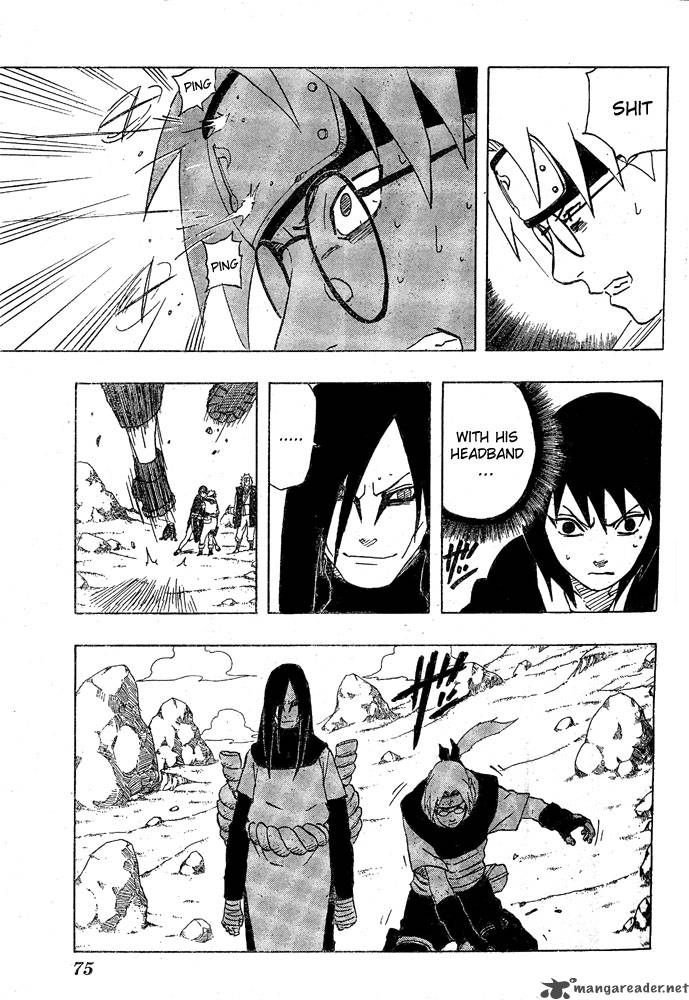 SHIT
PING
PING
WITH HIS
HEADBAND
...
.....
75
mangareader.net